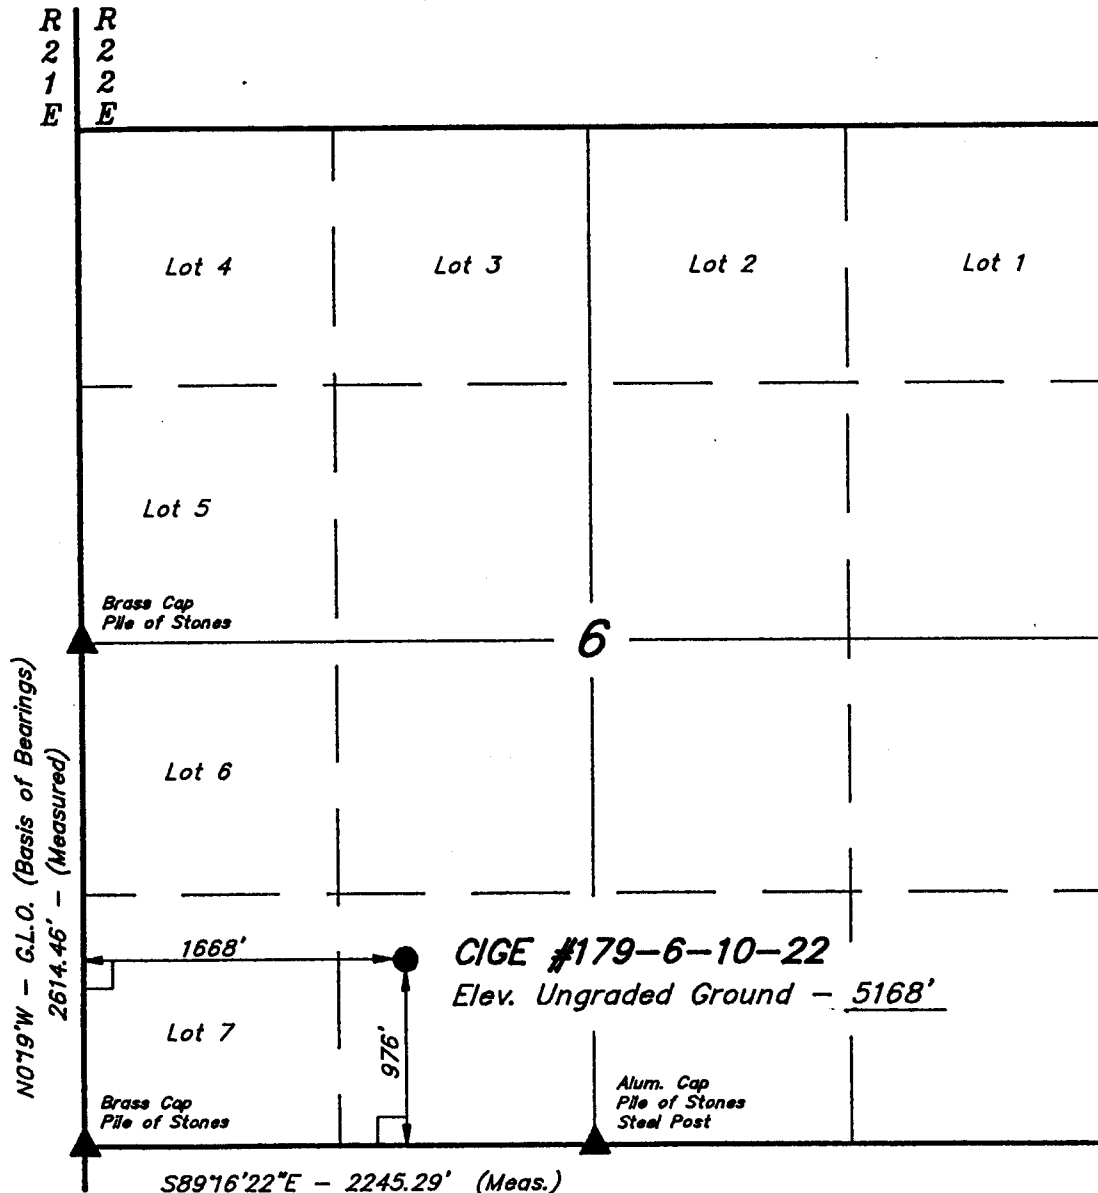 R R
2 2
1 2
E E
Lot 4
Lot 3
Lot 2
Lot 1
Lot 5
Brass Cap
Pile of Stones
6
N0°19'W - G.L.O. (Basis of Bearings)
2614.46' - (Measured)
Lot 6
1668'
CIGE #179-6-10-22
Elev. Ungraded Ground - 5168'
Lot 7
976'
Brass Cap
Pile of Stones
Alum. Cap
Pile of Stones
Steel Post
S89°16'22"E - 2245.29' (Meas.)